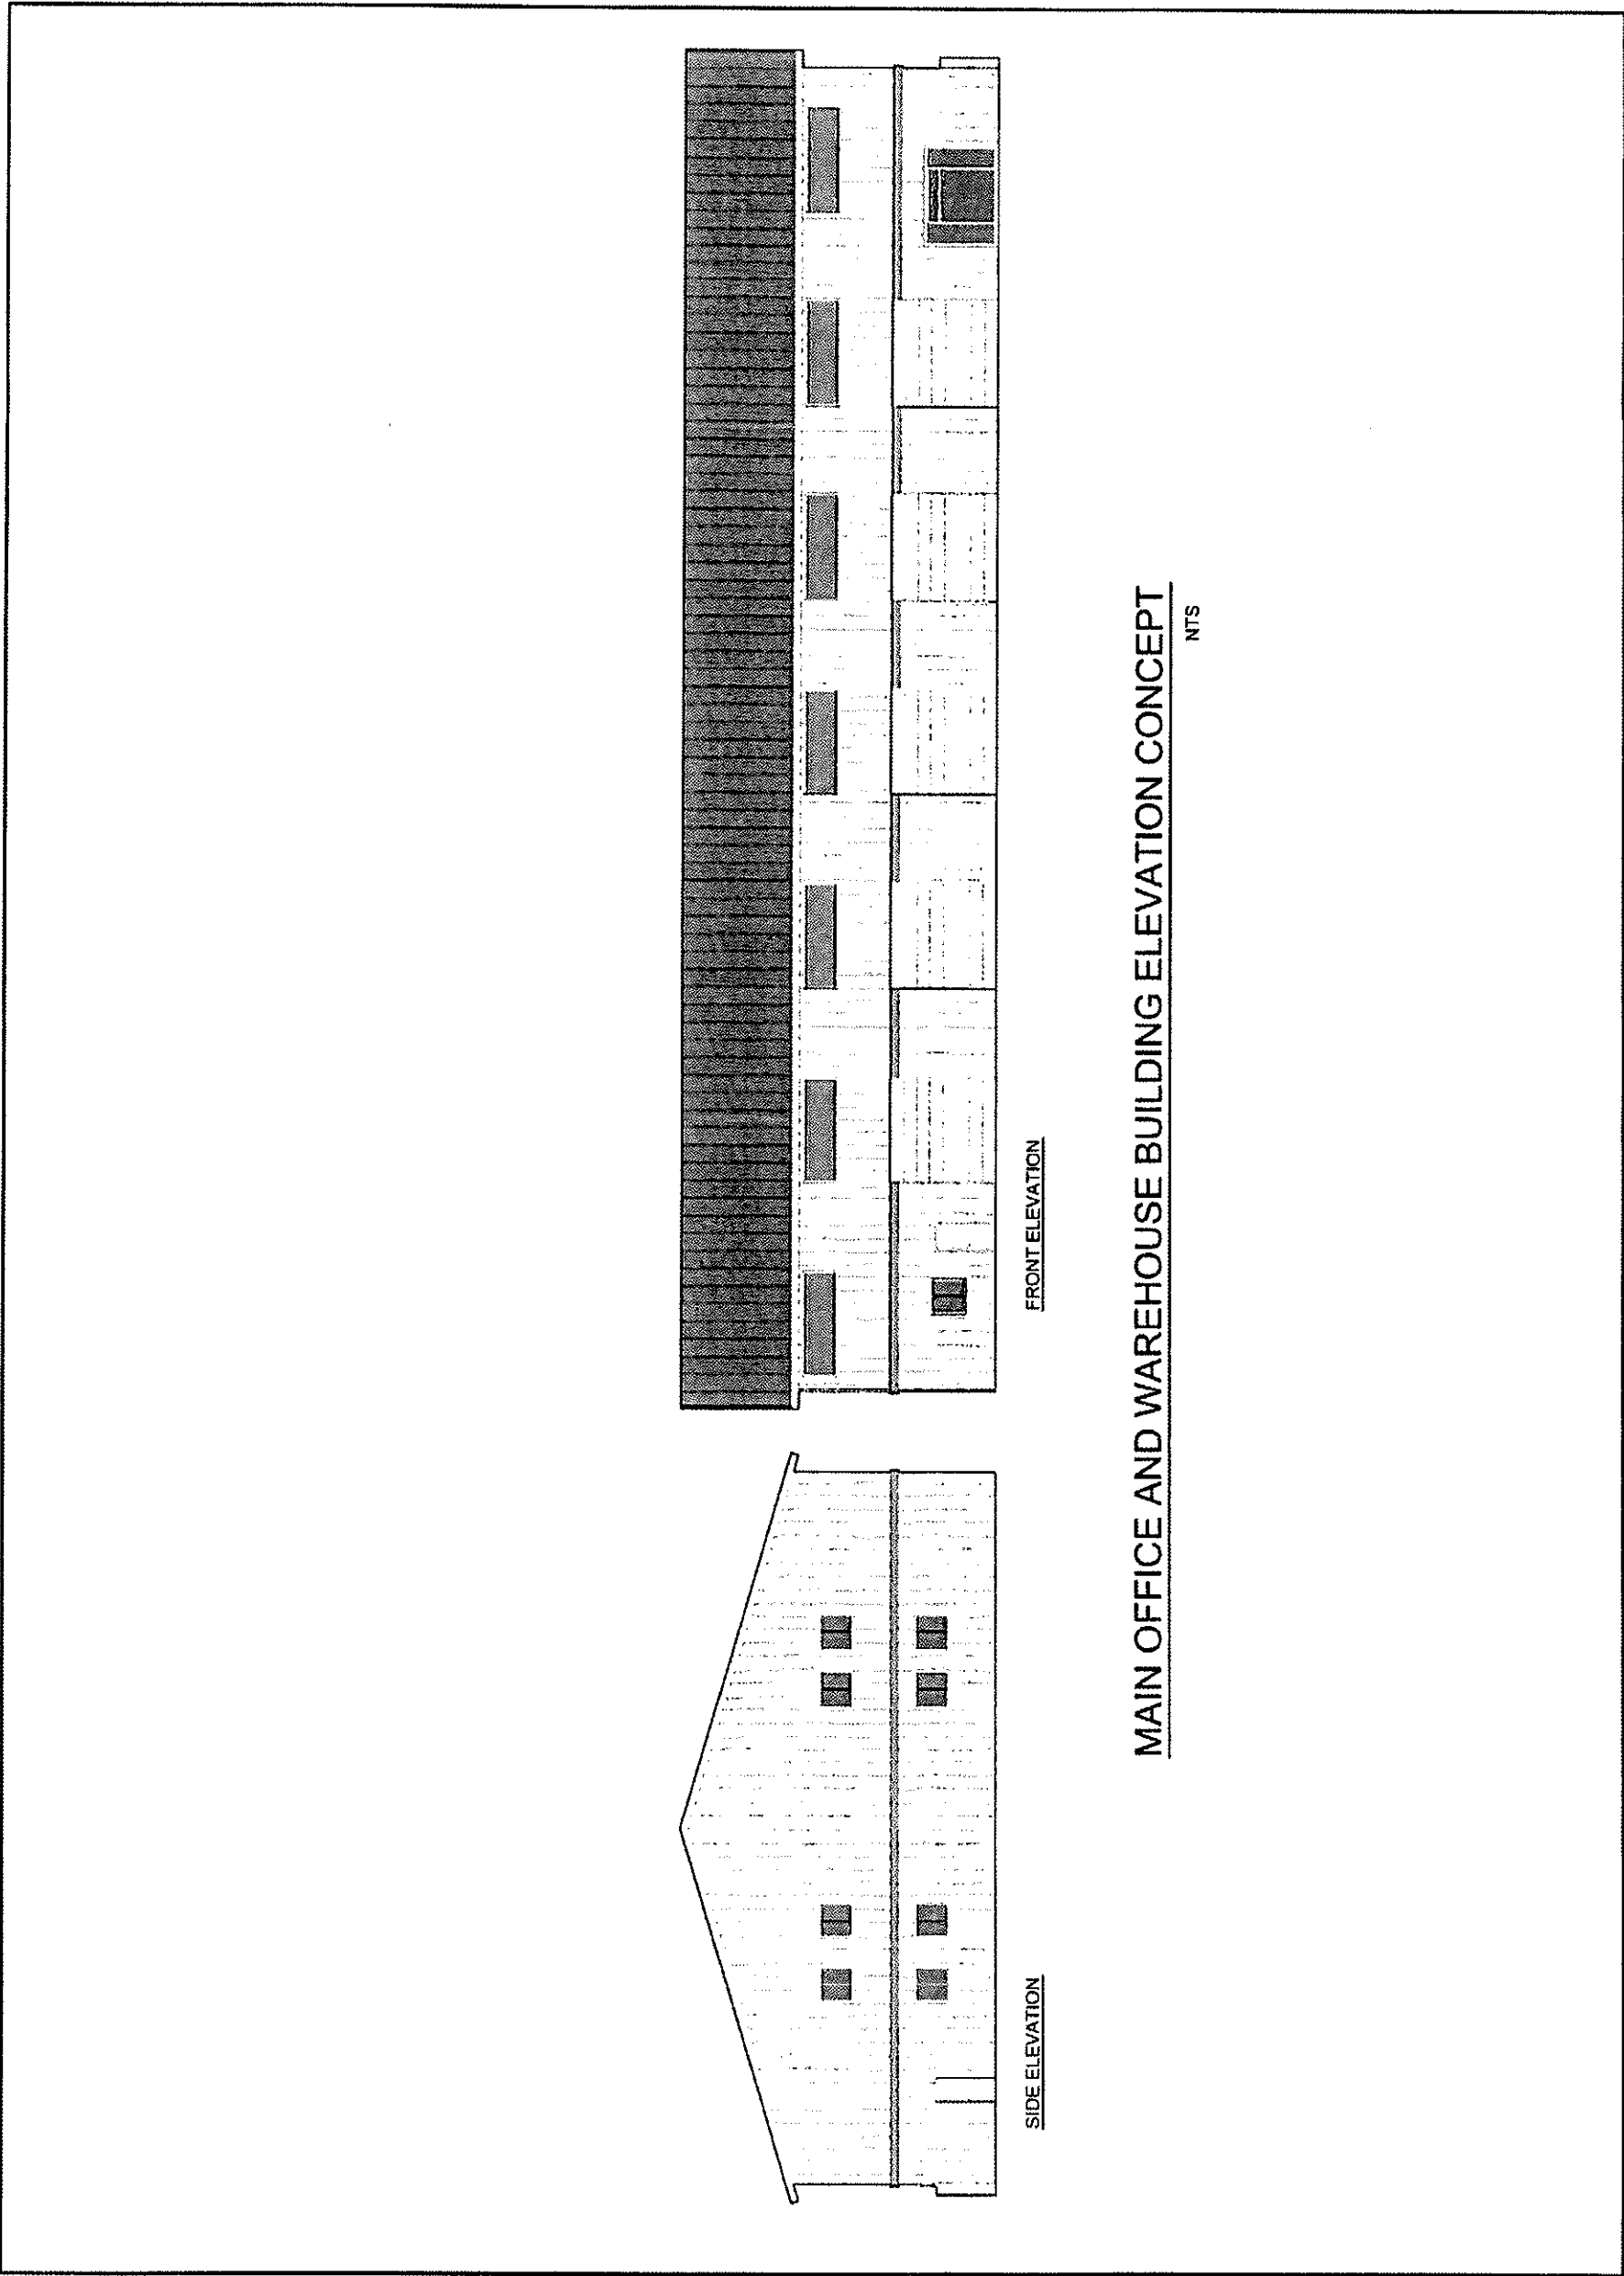 SIDE ELEVATION
FRONT ELEVATION
MAIN OFFICE AND WAREHOUSE BUILDING ELEVATION CONCEPT
NTS